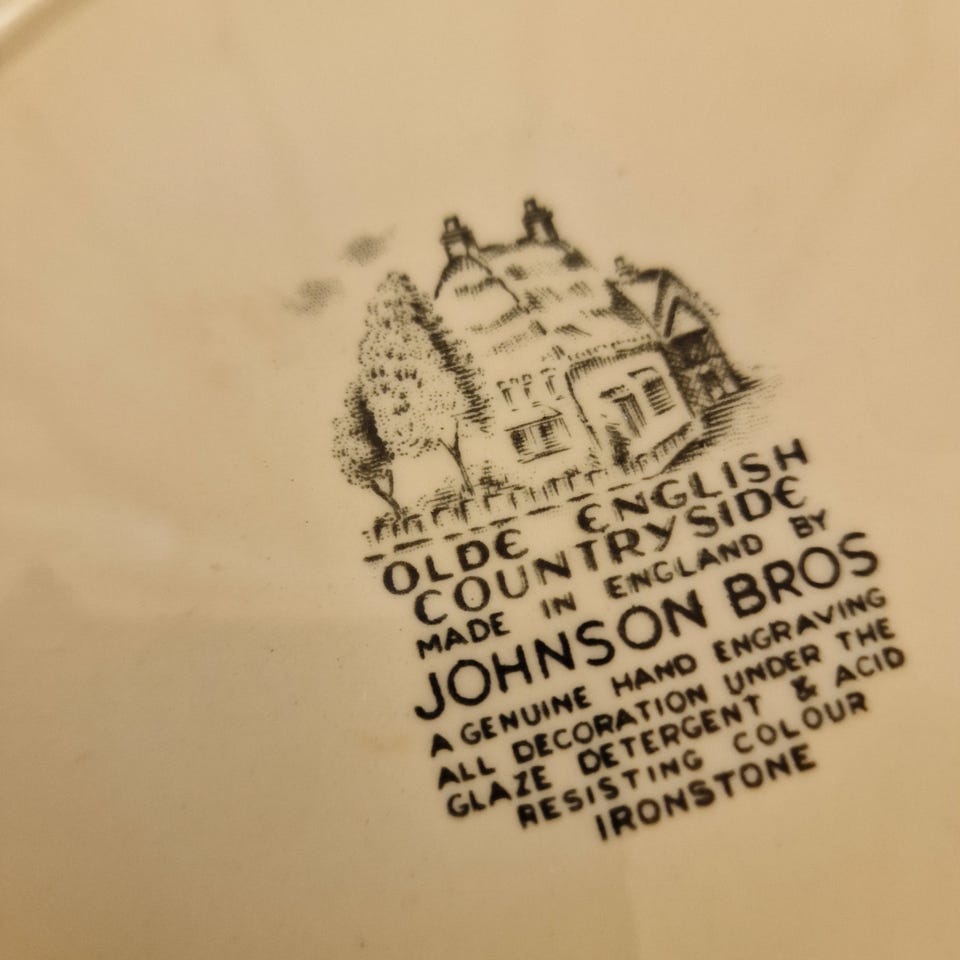 OLDE ENGLISH
COUNTRYSIDE
MADE IN ENGLAND BY
JOHNSON BROS
A GENUINE HAND ENGRAVING
ALL DECORATION UNDER THE
GLAZE DETERGENT & ACID
RESISTING COLOUR
IRONSTONE